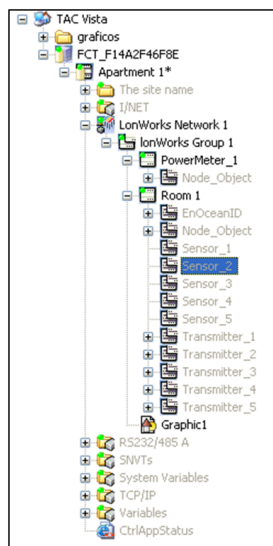 TAC Vista
graficos
FCT_F14A2F46F8E
Apartment 1*
The site name
I/NET
LonWorks Network 1
lonWorks Group 1
PowerMeter_1
Node_Object
Room 1
EnOceanID
Node_Object
Sensor_1
Sensor_2
Sensor_3
Sensor_4
Sensor_5
Transmitter_1
Transmitter_2
Transmitter_3
Transmitter_4
Transmitter_5
Graphic1
RS232/485 A
SNVTs
System Variables
TCP/IP
Variables
CtrlAppStatus